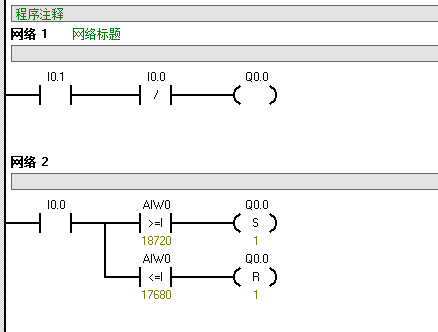 程序注释
网络 1 网络标题
I0.1 I0.0 Q0.0
/
网络 2
I0.0 AIW0 Q0.0
>=I S
18720 1
AIW0 Q0.0
<=I R
17680 1